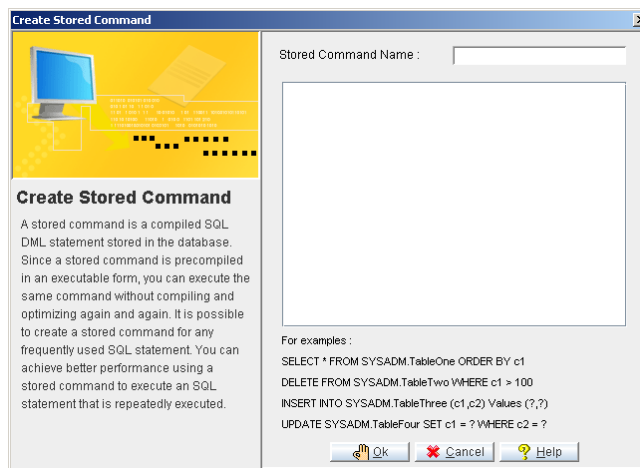 Create Stored Command
Stored Command Name :
Create Stored Command
A stored command is a compiled SQL
DML statement stored in the database.
Since a stored command is precompiled
in an executable form, you can execute the
same command without compiling and
optimizing again and again. It is possible
to create a stored command for any
frequently used SQL statement. You can
achieve better performance using a
stored command to execute an SQL
statement that is repeatedly executed.
For examples :
SELECT * FROM SYSADM.TableOne ORDER BY c1
DELETE FROM SYSADM.TableTwo WHERE c1 > 100
INSERT INTO SYSADM.TableThree (c1,c2) Values (?,?)
UPDATE SYSADM.TableFour SET c1 = ? WHERE c2 = ?
Ok Cancel Help